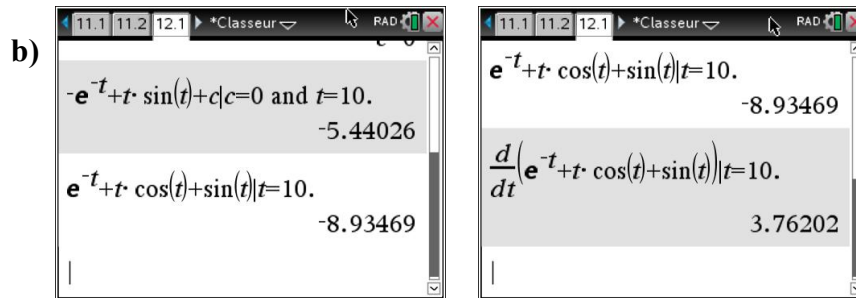 b)
11.1 11.2 12.1 *Classeur RAD
-e^-t+t· sin(t)+c|c=0 and t=10.
-5.44026
e^-t+t· cos(t)+sin(t)|t=10.
-8.93469
11.1 11.2 12.1 *Classeur RAD
e^-t+t· cos(t)+sin(t)|t=10.
-8.93469
d/dt(e^-t+t· cos(t)+sin(t))|t=10.
3.76202